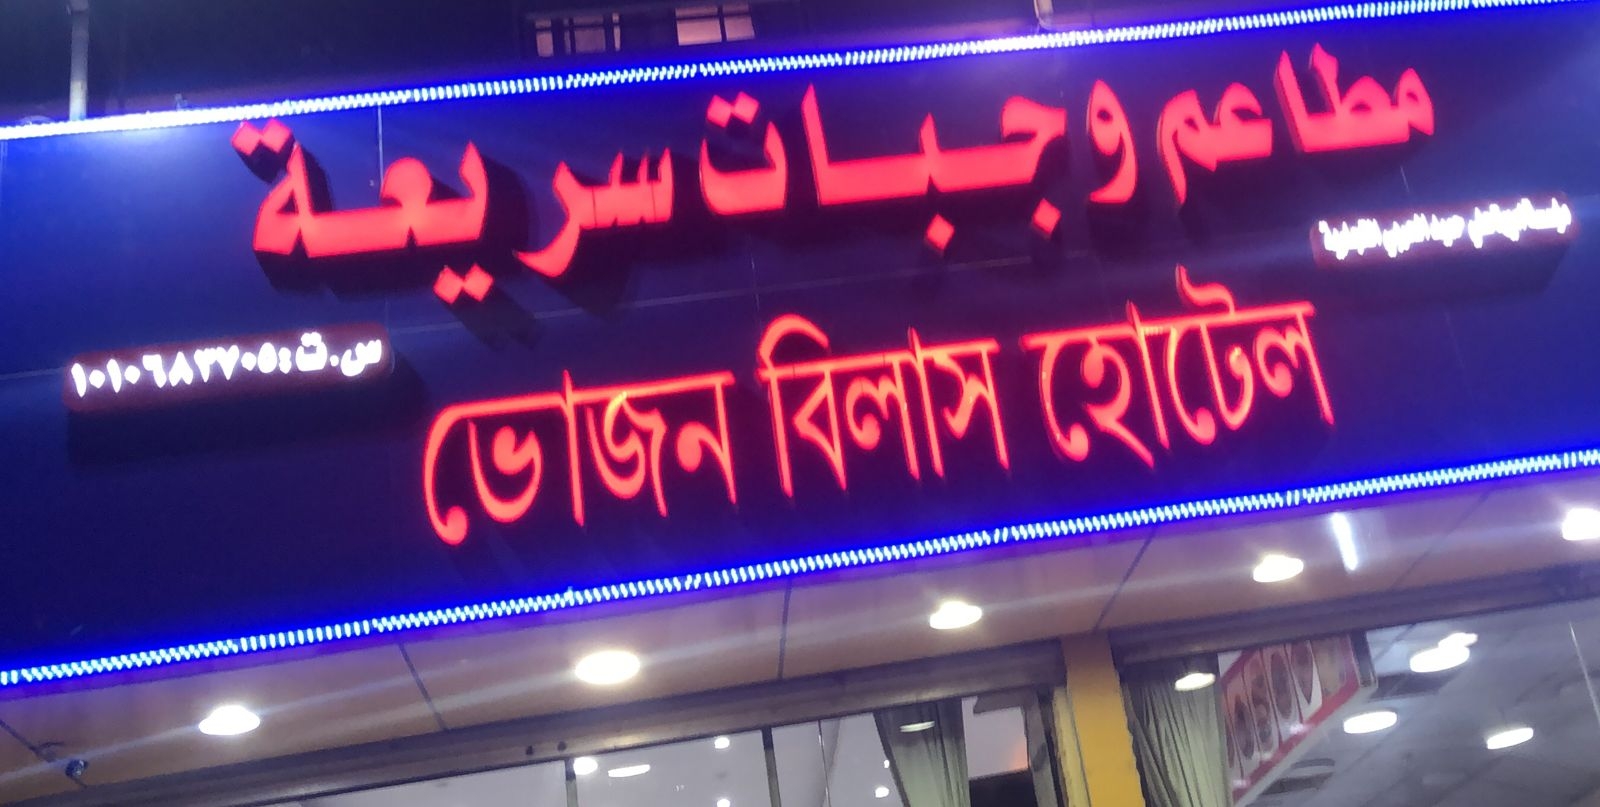 مطاعم وجبات سريعة
س.ت:١٠١٠٦٨٣٧٠٥
ভোজন বিলাস হোটেল